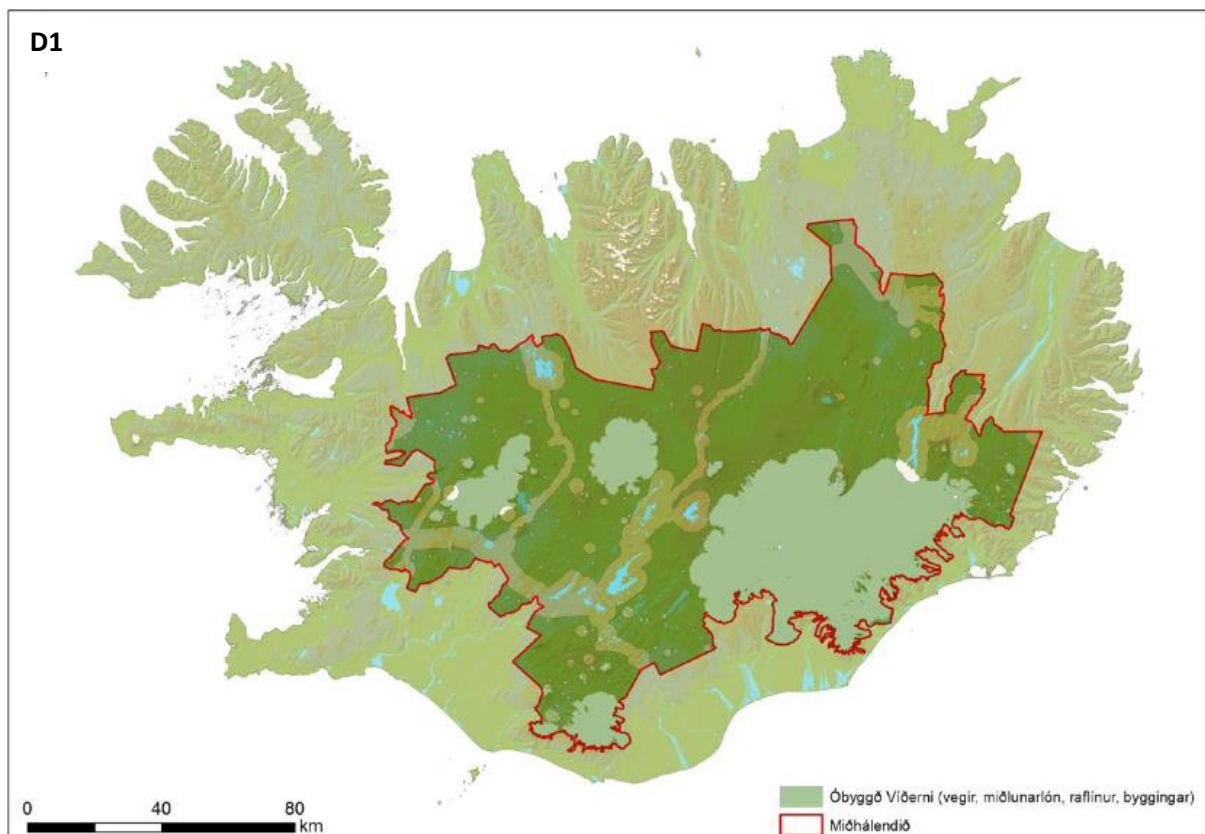 D1
0 40 80
km
Óbyggð Víðerni (vegir, miðlunarlón, raflínur, byggingar)
Miðhálendið